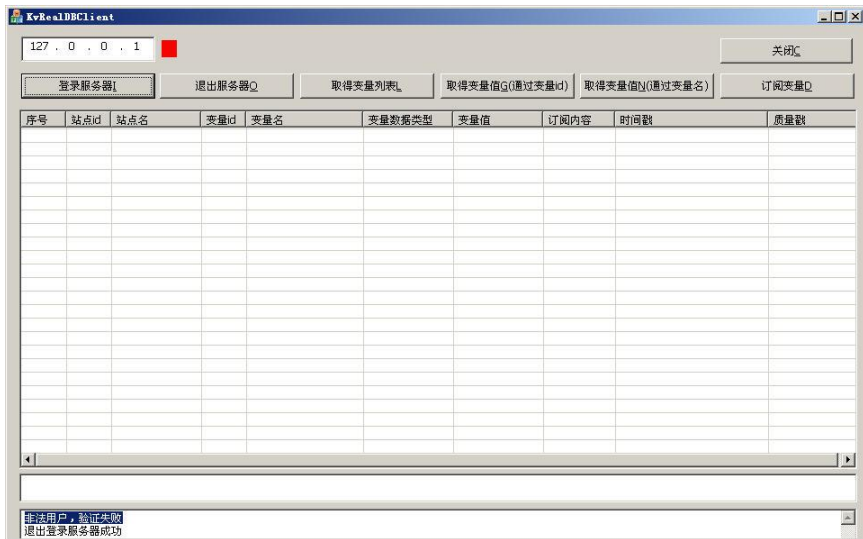 KvRealDBClient
127 . 0 . 0 . 1
关闭C
登录服务器I 退出服务器O 取得变量列表L 取得变量值G(通过变量id) 取得变量值N(通过变量名) 订阅变量D
序号 站点id 站点名 变量id 变量名 变量数据类型 变量值 订阅内容 时间戳 质量戳
非法用户，验证失败
退出登录服务器成功